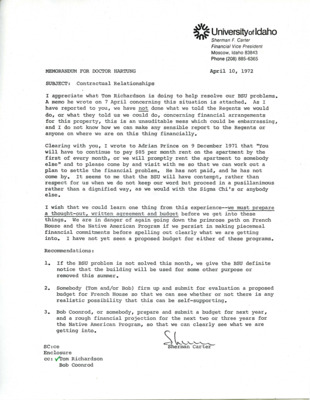 University of Idaho
Sherman F. Carter
Financial Vice President
Moscow, Idaho 83843
Phone (208) 885-6365
MEMORANDUM FOR DOCTOR HARTUNG
April 10, 1972
SUBJECT: Contractual Relationships
I appreciate what Tom Richardson is doing to help resolve our BSU problems.
A memo he wrote on 7 April concerning this situation is attached. As I
have reported to you, we have not done what we told the Regents we would
do, or what they told us we could do, concerning financial arrangements
for this property, this is an unauditable mess which could be embarrassing,
and I do not know how we can make any sensible report to the Regents or
anyone on where we are on this thing financially.
Clearing with you, I wrote to Adrian Prince on 9 December 1971 that "You
will have to continue to pay $85 per month rent on the apartment by the
first of every month, or we will promptly rent the apartment to somebody
else" and to please come by and visit with me so that we can work out a
plan to settle the financial problem. He has not paid, and he has not
come by. It seems to me that the BSU will have contempt, rather than
respect for us when we do not keep our word but proceed in a pusillanimous
rather than a dignified way, as we would with the Sigma Chi's or anybody
else.
I wish that we could learn one thing from this experience--we must prepare
a thought-out, written agreement and budget before we get into these
things. We are in danger of again going down the primrose path on French
House and the Native American Program if we persist in making piecemeal
financial commitments before spelling out clearly what we are getting
into. I have not yet seen a proposed budget for either of these programs.
Recommendations:
1. If the BSU problem is not solved this month, we give the BSU definite
notice that the building will be used for some other purpose or
removed this summer.
2. Somebody (Tom and/or Bob) firm up and submit for evaluation a proposed
budget for French House so that we can see whether or not there is any
realistic possibility that this can be self-supporting.
3. Bob Coonrod, or somebody, prepare and submit a budget for next year,
and a rough financial projection for the next two or three years for
the Native American Program, so that we can clearly see what we are
getting into.
Sherman
Sherman Carter
SC:cm
Enclosure
cc: Tom Richardson
Bob Coonrod